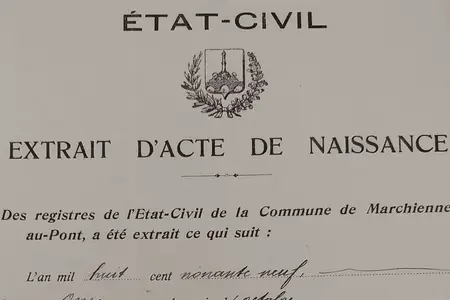 ÉTAT-CIVIL
EXTRAIT D'ACTE DE NAISSANCE
Des registres de l'Etat-Civil de la Commune de Marchienne-
au-Pont, a été extrait ce qui suit :
L'an mil huit cent nonante neuf,
octobre